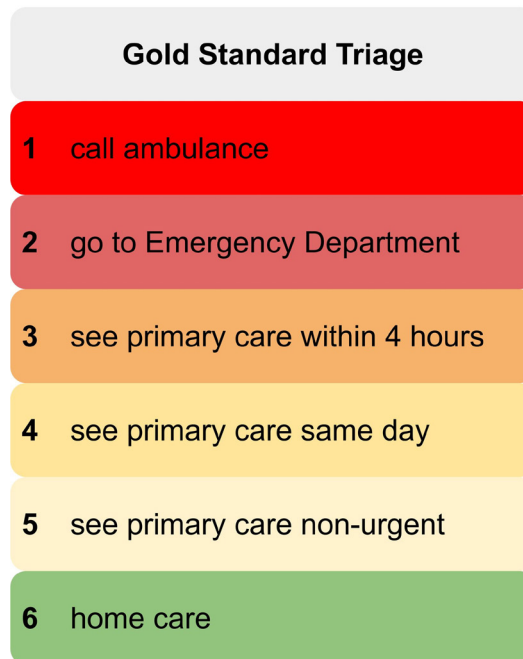 Gold Standard Triage
1 call ambulance
2 go to Emergency Department
3 see primary care within 4 hours
4 see primary care same day
5 see primary care non-urgent
6 home care